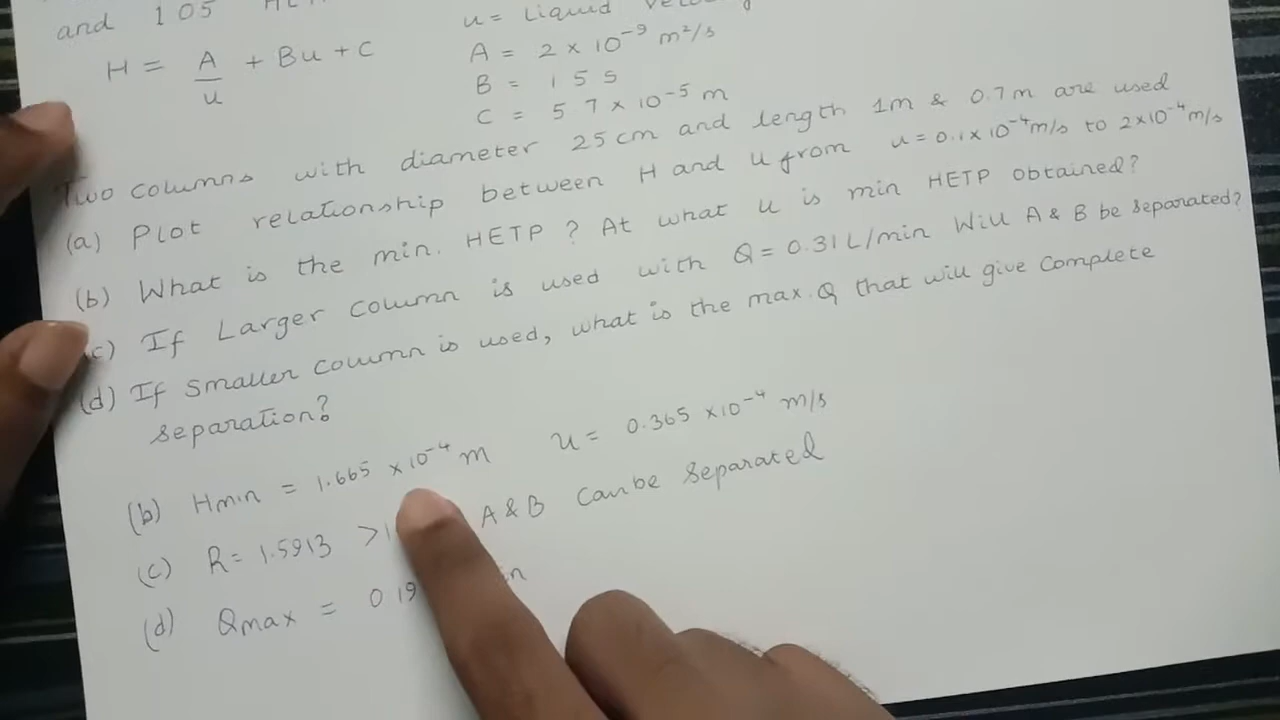 and 105
u = Liquid
H = A/u + Bu + C
A = 2 × 10⁻⁹ m²/s
B = 1.5 s
C = 5.7 × 10⁻⁵ m
Two columns with diameter 25 cm and length 1m & 0.7m are used
(a) Plot relationship between H and u from u = 0.1×10⁻⁴m/s to 2×10⁻⁴m/s
(b) What is the min. HETP? At what u is min HETP obtained?
(c) If Larger column is used with Q = 0.31 L/min Will A & B be separated?
(d) If smaller column is used, what is the max. Q that will give complete
separation?
(b) Hmin = 1.665 × 10⁻⁴ m u = 0.365 × 10⁻⁴ m/s
(c) R = 1.5913 > A & B can be separated
(d) Qmax = 0.19